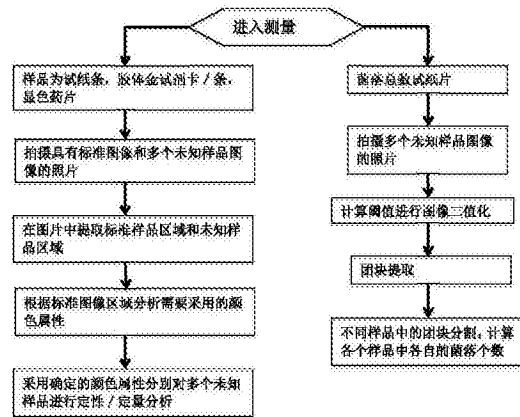 进入测量
样品为试纸条，胶体金试剂卡/条，
显色药片
拍摄具有标准图像和多个未知样品图
像的照片
在图片中提取标准样品区域和未知样
品区域
根据标准图像区域分析需要采用的颜
色属性
采用确定的颜色属性分别对多个未知
样品进行定性/定量分析
菌落总数试纸片
拍摄多个未知样品图像
的照片
计算阈值进行图像二值化
团块提取
不同样品中的团块分割，计算
各个样品中各自的菌落个数